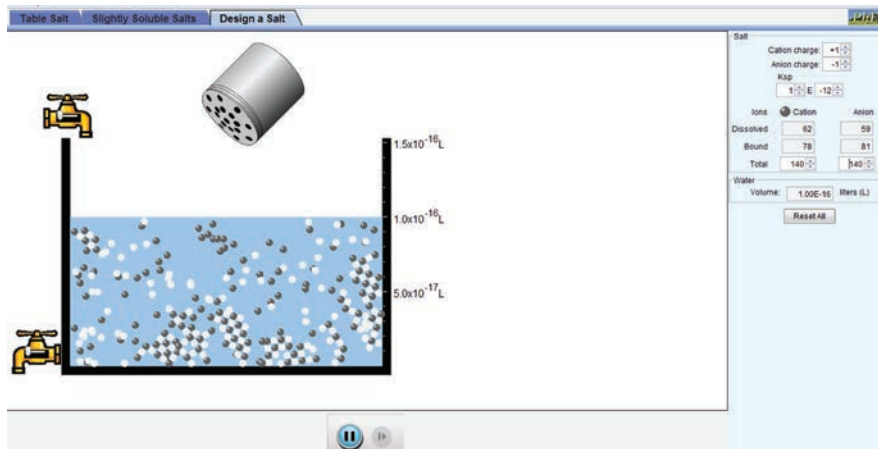 Table Salt Slightly Soluble Salts Design a Salt
Salt
Cation charge: +1
Anion charge: -1
Ksp
1 E -12
Ions Cation Anion
Dissolved 62 59
Bound 78 81
Total 140 140
Water
Volume: 1.00E-16 liters (L)
Reset All
1.5x10⁻¹⁶L
1.0x10⁻¹⁶L
5.0x10⁻¹⁷L